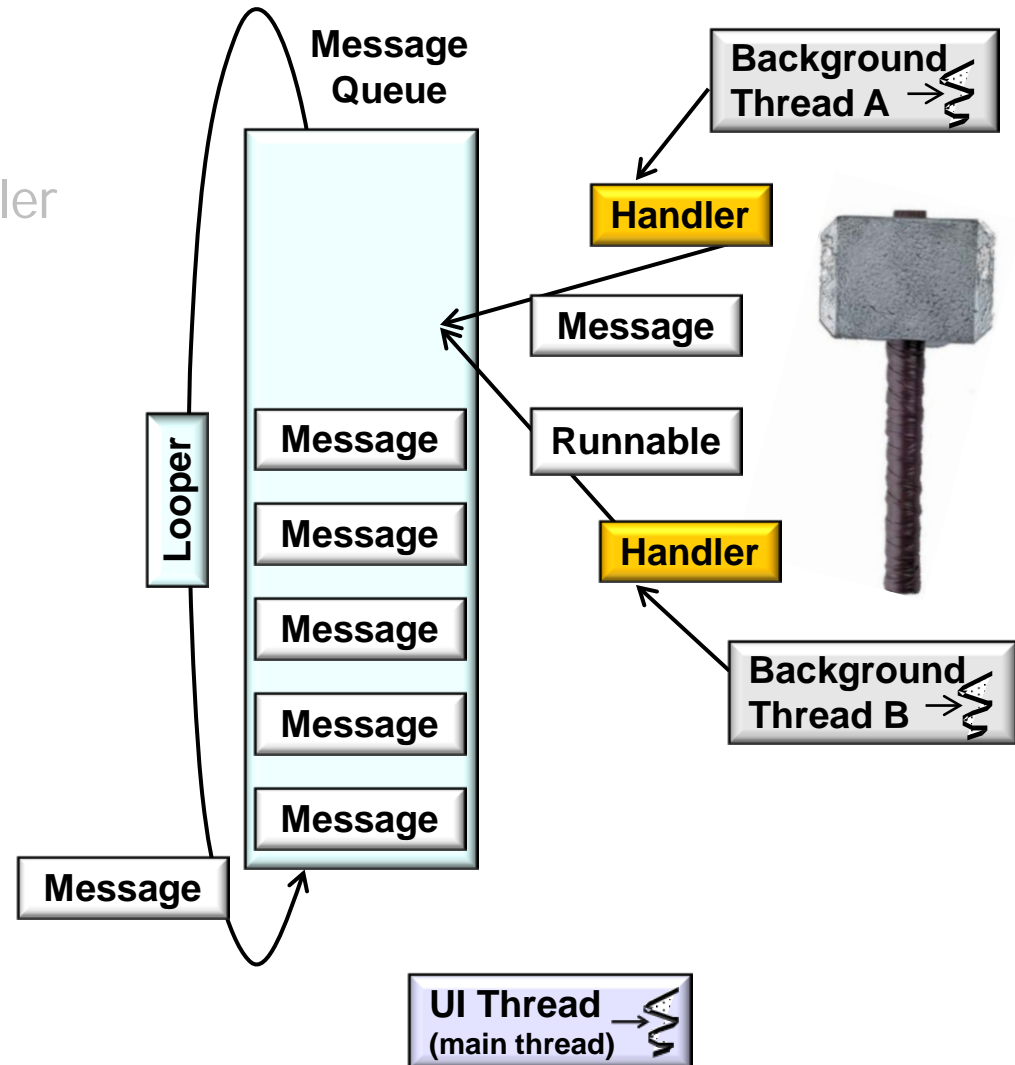 Message
Queue
Background
Thread A
ler
Handler
Message
Message
Runnable
Looper
Message
Handler
Message
Background
Thread B
Message
Message
Message
UI Thread
(main thread)